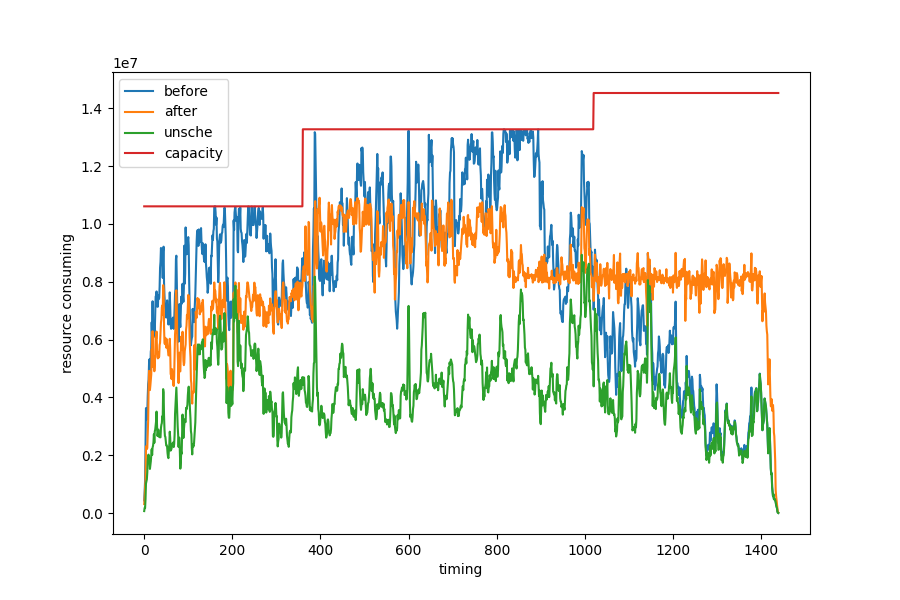 1e7
before
after
unsche
capacity
1.4
1.2
1.0
0.8
0.6
0.4
0.2
0.0
resource consuming
0 200 400 600 800 1000 1200 1400
timing